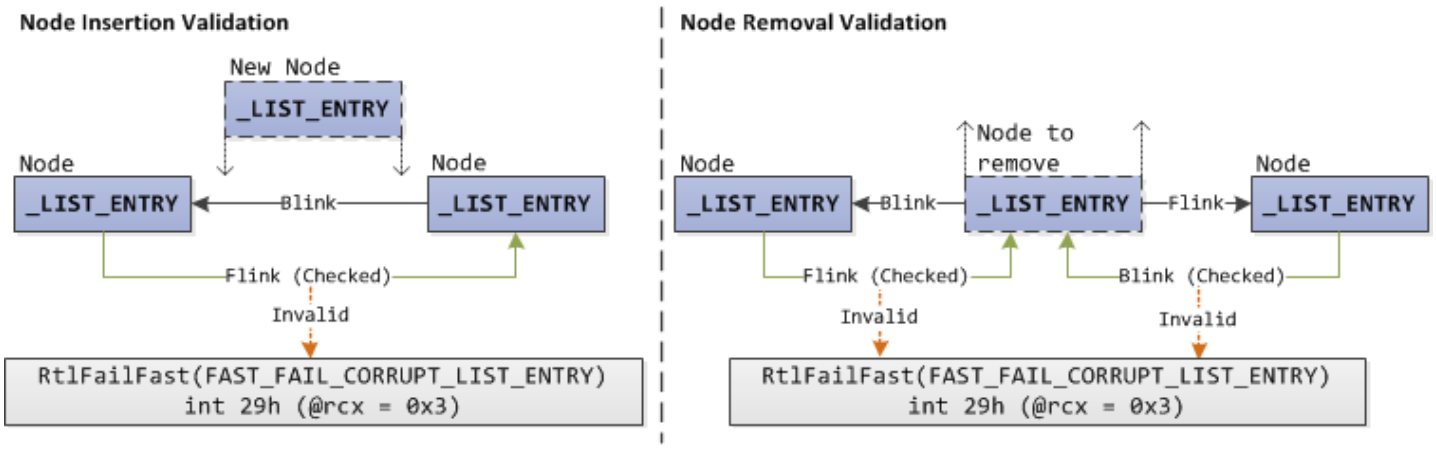 Node Insertion Validation
New Node
_LIST_ENTRY
Node
Node
_LIST_ENTRY
Blink
_LIST_ENTRY
Flink (Checked)
Invalid
RtlFailFast(FAST_FAIL_CORRUPT_LIST_ENTRY)
int 29h (@rcx = 0x3)
Node Removal Validation
Node to
remove
Node
Node
_LIST_ENTRY
Blink
_LIST_ENTRY
Flink
_LIST_ENTRY
Flink (Checked)
Blink (Checked)
Invalid
Invalid
RtlFailFast(FAST_FAIL_CORRUPT_LIST_ENTRY)
int 29h (@rcx = 0x3)